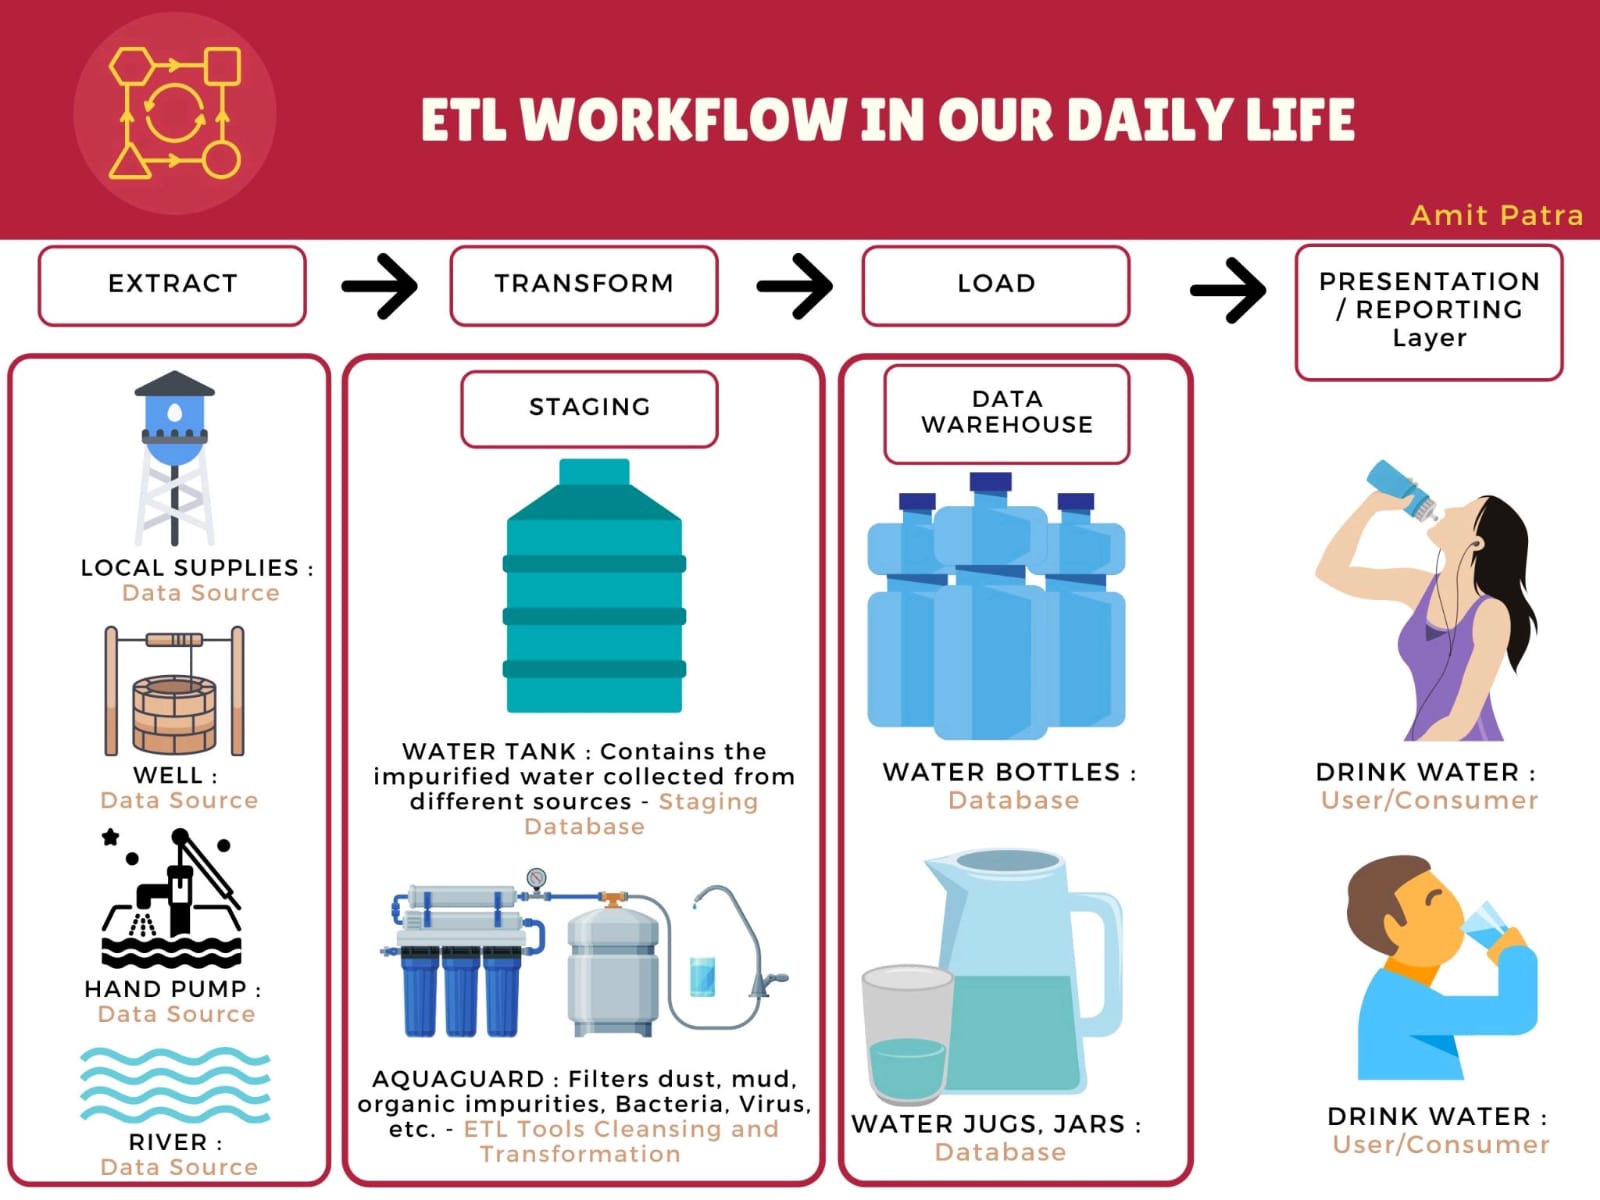 ETL WORKFLOW IN OUR DAILY LIFE
Amit Patra
EXTRACT
TRANSFORM
LOAD
PRESENTATION
/ REPORTING
Layer
LOCAL SUPPLIES :
Data Source
WELL :
Data Source
HAND PUMP :
Data Source
RIVER :
Data Source
STAGING
WATER TANK : Contains the
impurified water collected from
different sources - Staging
Database
AQUAGUARD : Filters dust, mud,
organic impurities, Bacteria, Virus,
etc. - ETL Tools Cleansing and
Transformation
DATA
WAREHOUSE
WATER BOTTLES :
Database
WATER JUGS, JARS :
Database
DRINK WATER :
User/Consumer
DRINK WATER :
User/Consumer